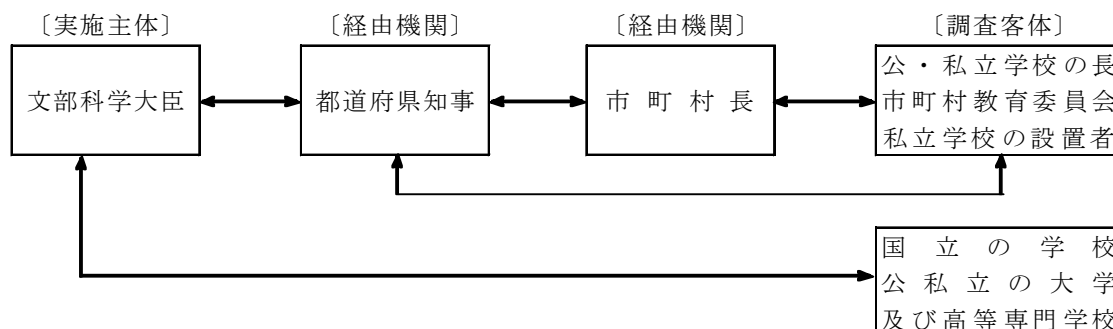 〔実施主体〕
〔経由機関〕
〔経由機関〕
〔調査客体〕
文部科学大臣
都道府県知事
市町村長
公・私立学校の長
市町村教育委員会
私立学校の設置者
国立の学校
公私立の大学
及び高等専門学校